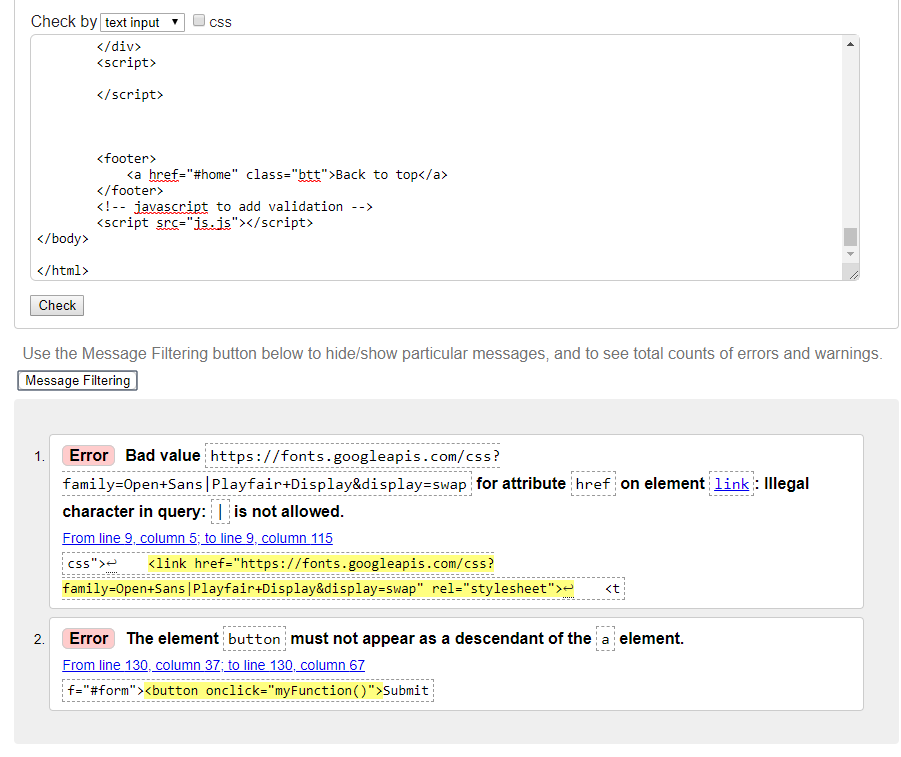 Check by text input ▼ css
</div>
<script>
</script>
<footer>
<a href="#home" class="btt">Back to top</a>
</footer>
<!-- javascript to add validation -->
<script src="js.js"></script>
</body>
</html>
Check
Use the Message Filtering button below to hide/show particular messages, and to see total counts of errors and warnings.
Message Filtering
1. Error Bad value https://fonts.googleapis.com/css?
family=Open+Sans|Playfair+Display&display=swap for attribute href on element link: Illegal
character in query: | is not allowed.
From line 9, column 5; to line 9, column 115
css">↩ <link href="https://fonts.googleapis.com/css?
family=Open+Sans|Playfair+Display&display=swap" rel="stylesheet">↩ <t
2. Error The element button must not appear as a descendant of the a element.
From line 130, column 37; to line 130, column 67
f="#form"><button onclick="myFunction()">Submit